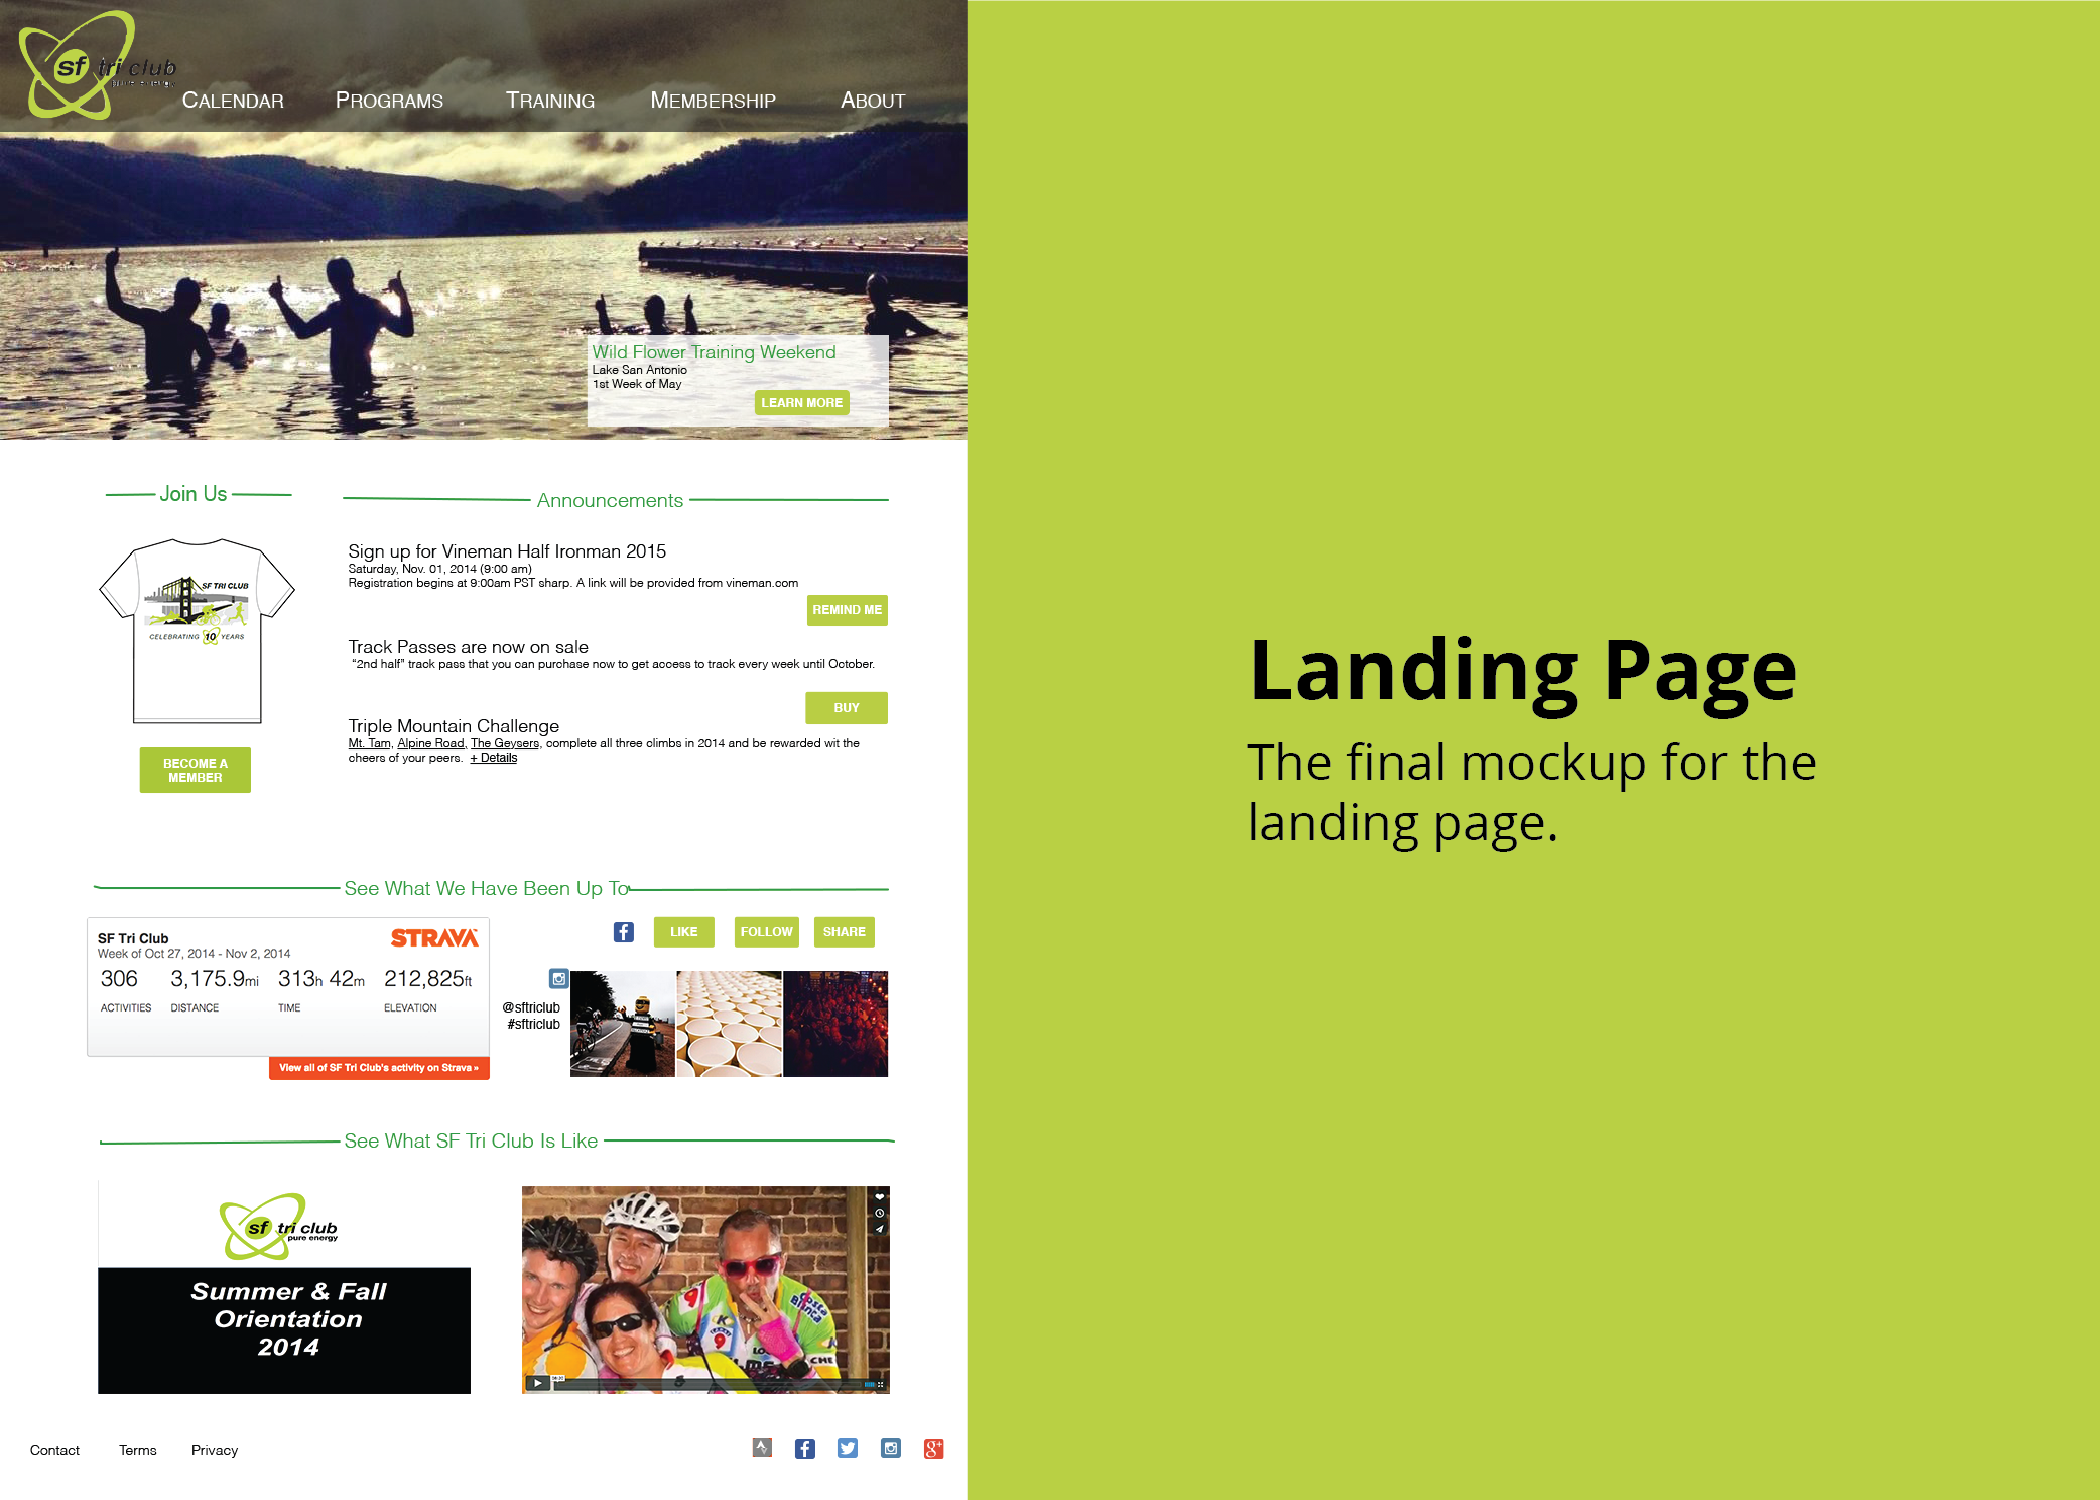 sf tri club
pure energy
CALENDAR PROGRAMS TRAINING MEMBERSHIP ABOUT
Wild Flower Training Weekend
Lake San Antonio
1st Week of May
LEARN MORE
Join Us
SF TRI CLUB
CELEBRATING 10 YEARS
BECOME A
MEMBER
Announcements
Sign up for Vineman Half Ironman 2015
Saturday, Nov. 01, 2014 (9:00 am)
Registration begins at 9:00am PST sharp. A link will be provided from vineman.com
REMIND ME
Track Passes are now on sale
“2nd half” track pass that you can purchase now to get access to track every week until October.
BUY
Triple Mountain Challenge
Mt. Tam, Alpine Road, The Geysers, complete all three climbs in 2014 and be rewarded wit the
cheers of your peers. + Details
See What We Have Been Up To
SF Tri Club
STRAVA
Week of Oct 27, 2014 - Nov 2, 2014
306 3,175.9mi 313h 42m 212,825ft
ACTIVITIES DISTANCE TIME ELEVATION
View all of SF Tri Club's activity on Strava »
f LIKE FOLLOW SHARE
@sftriclub
#sftriclub
See What SF Tri Club Is Like
sf tri club
pure energy
Summer & Fall
Orientation
2014
Costa
Blanca
CHE
Contact Terms Privacy
f g+
Landing Page
The final mockup for the
landing page.